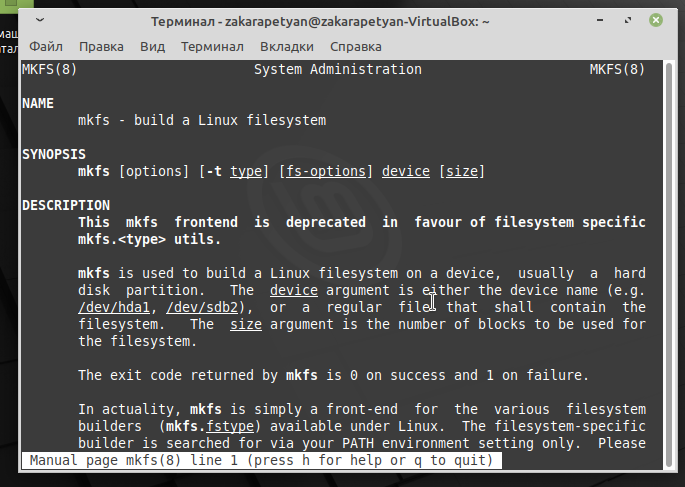 маш
Терминал - zakarapetyan@zakarapetyan-VirtualBox: ~
атал
Файл Правка Вид Терминал Вкладки Справка
MKFS(8) System Administration MKFS(8)
NAME
mkfs - build a Linux filesystem
SYNOPSIS
mkfs [options] [-t type] [fs-options] device [size]
DESCRIPTION
This mkfs frontend is deprecated in favour of filesystem specific
mkfs.<type> utils.
mkfs is used to build a Linux filesystem on a device, usually a hard
disk partition. The device argument is either the device name (e.g.
/dev/hda1, /dev/sdb2), or a regular file that shall contain the
filesystem. The size argument is the number of blocks to be used for
the filesystem.
The exit code returned by mkfs is 0 on success and 1 on failure.
In actuality, mkfs is simply a front-end for the various filesystem
builders (mkfs.fstype) available under Linux. The filesystem-specific
builder is searched for via your PATH environment setting only. Please
Manual page mkfs(8) line 1 (press h for help or q to quit)